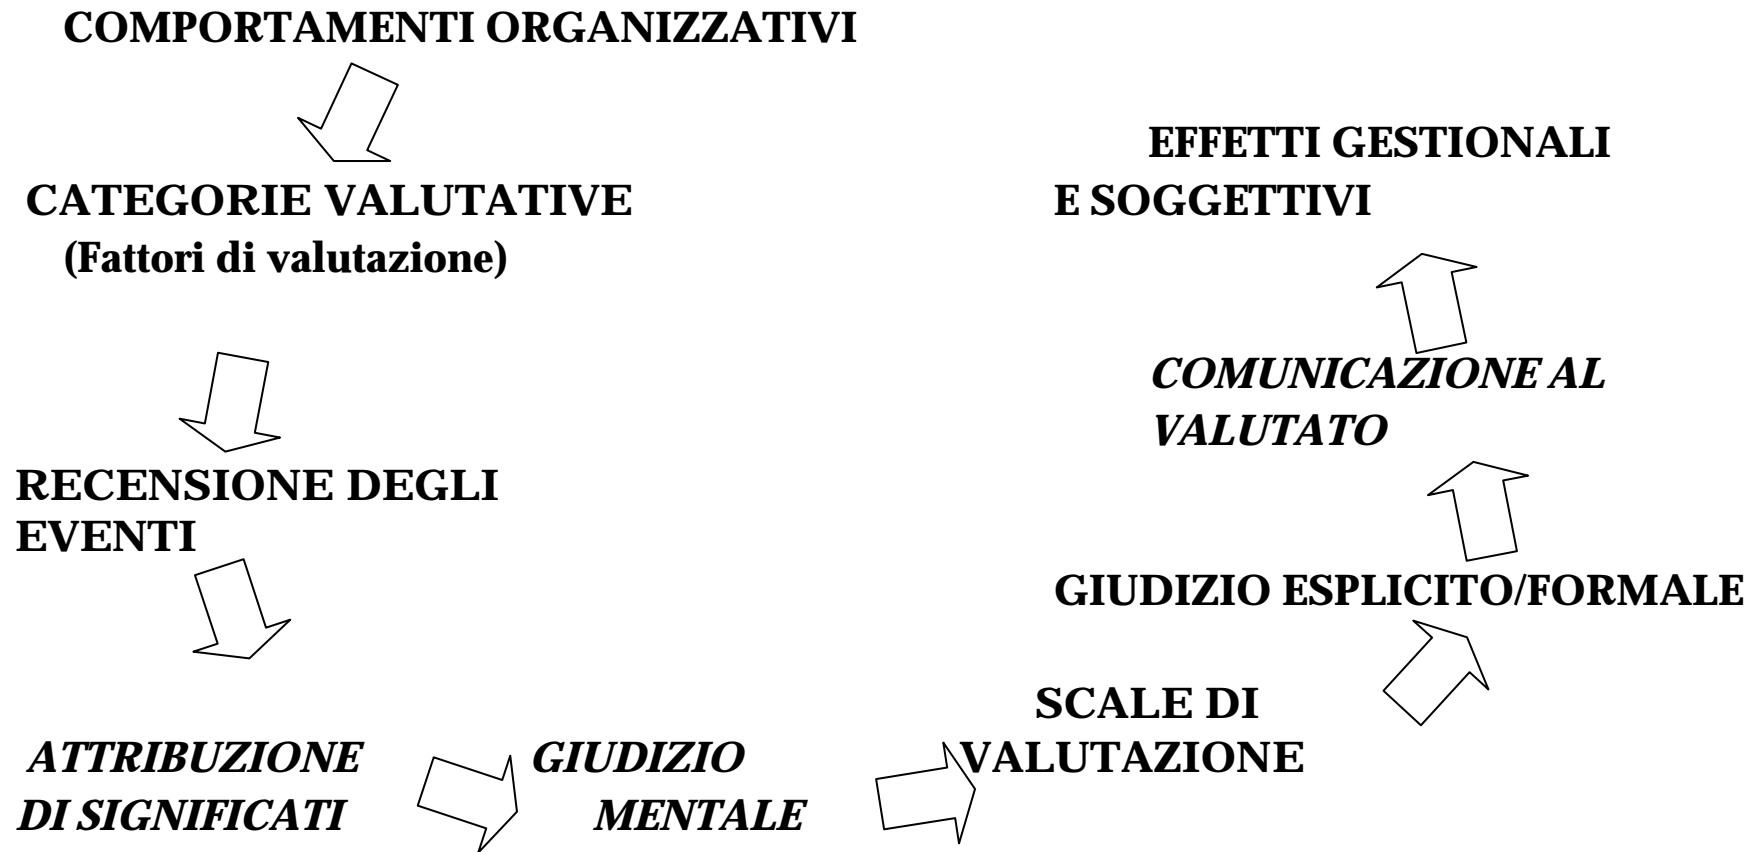 COMPORTAMENTI ORGANIZZATIVI
CATEGORIE VALUTATIVE
(Fattori di valutazione)
RECENSIONE DEGLI
EVENTI
ATTRIBUZIONE
DI SIGNIFICATI
GIUDIZIO
MENTALE
SCALE DI
VALUTAZIONE
GIUDIZIO ESPLICITO/FORMALE
COMUNICAZIONE AL
VALUTATO
EFFETTI GESTIONALI
E SOGGETTIVI